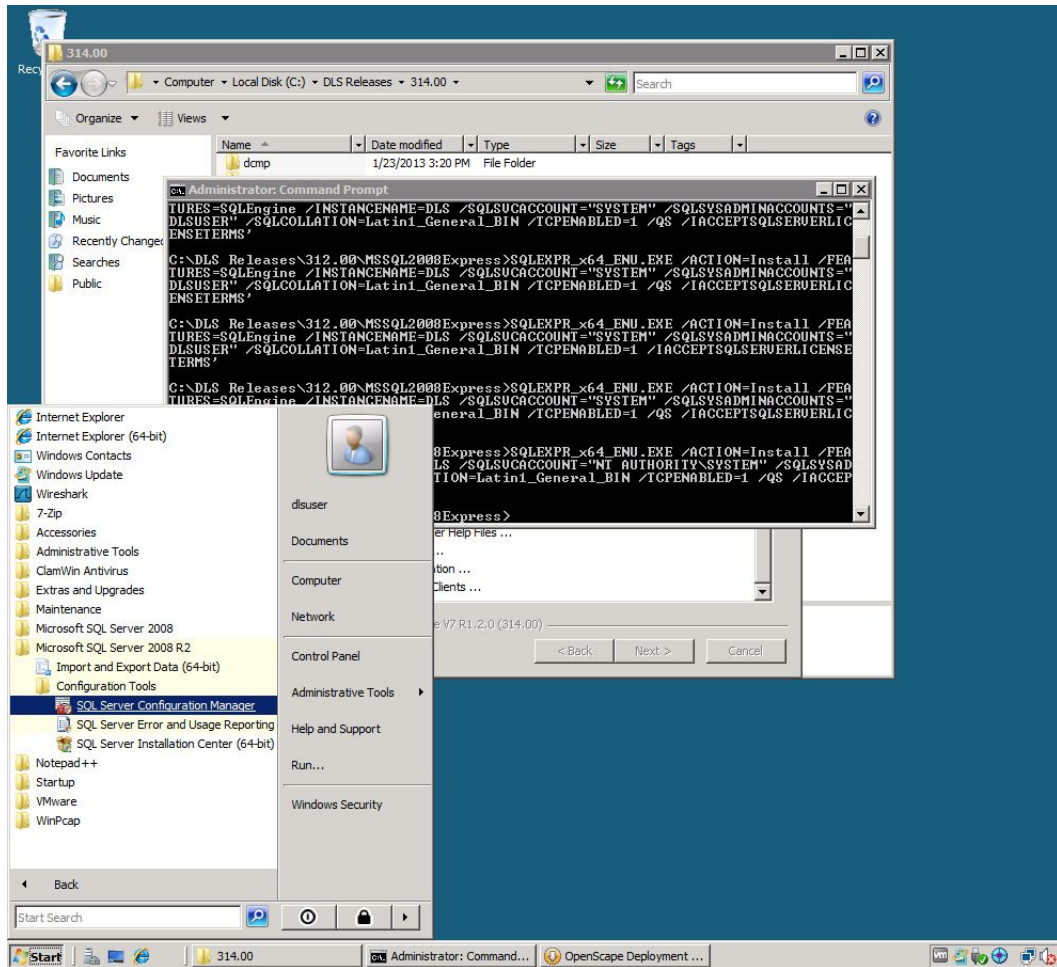 314.00
Computer ▾ Local Disk (C:) ▾ DLS Releases ▾ 314.00
Search
Organize
Views
Favorite Links
Documents
Pictures
Music
Recently Changed
Searches
Public
Name
Date modified
Type
Size
Tags
dcmp
1/23/2013 3:20 PM
File Folder
Administrator: Command Prompt
TURES=SQLEngine /INSTANCENAME=DLS /SQLSVCACCOUNT="SYSTEM" /SQLSYSADMINACCOUNTS="
DLSUSER" /SQLCOLLATION=Latin1_General_BIN /TCPENABLED=1 /QS /IACCEPTSQLSERVERLIC
ENSETERMS'
C:\DLS Releases\312.00\MSSQL2008Express>SQLEXPR_x64_ENU.EXE /ACTION=Install /FEA
TURES=SQLEngine /INSTANCENAME=DLS /SQLSVCACCOUNT="SYSTEM" /SQLSYSADMINACCOUNTS="
DLSUSER" /SQLCOLLATION=Latin1_General_BIN /TCPENABLED=1 /QS /IACCEPTSQLSERVERLIC
ENSETERMS'
C:\DLS Releases\312.00\MSSQL2008Express>SQLEXPR_x64_ENU.EXE /ACTION=Install /FEA
TURES=SQLEngine /INSTANCENAME=DLS /SQLSVCACCOUNT="SYSTEM" /SQLSYSADMINACCOUNTS="
DLSUSER" /SQLCOLLATION=Latin1_General_BIN /TCPENABLED=1 /IACCEPTSQLSERVERLICENSE
TERMS'
C:\DLS Releases\312.00\MSSQL2008Express>SQLEXPR_x64_ENU.EXE /ACTION=Install /FEA
TURES=SQLEngine /INSTANCENAME=DLS /SQLSVCACCOUNT="SYSTEM" /SQLSYSADMINACCOUNTS="
eneral_BIN /TCPENABLED=1 /QS /IACCEPTSQLSERVERLIC
8Express>SQLEXPR_x64_ENU.EXE /ACTION=Install /FEA
LS /SQLSVCACCOUNT="NT AUTHORITY\SYSTEM" /SQLSYSAD
TION=Latin1_General_BIN /TCPENABLED=1 /QS /IACCEP
8Express>
er Help Files ...
..
tion ...
Clients ...
e V7 R1.2.0 (314.00)
< Back
Next >
Cancel
Internet Explorer
Internet Explorer (64-bit)
Windows Contacts
Windows Update
Wireshark
7-Zip
Accessories
Administrative Tools
ClamWin Antivirus
Extras and Upgrades
Maintenance
Microsoft SQL Server 2008
Microsoft SQL Server 2008 R2
Import and Export Data (64-bit)
Configuration Tools
SQL Server Configuration Manager
SQL Server Error and Usage Reporting
SQL Server Installation Center (64-bit)
Notepad++
Startup
VMware
WinPcap
Back
Start Search
dlsuser
Documents
Computer
Network
Control Panel
Administrative Tools
Help and Support
Run...
Windows Security
Start
314.00
Administrator: Command...
OpenScape Deployment ...